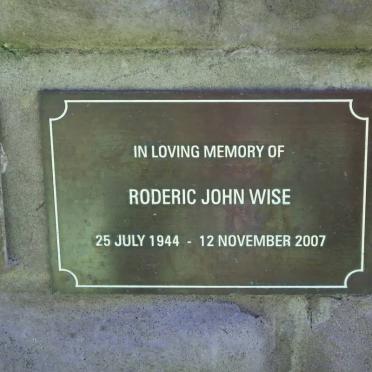 IN LOVING MEMORY OF
RODERIC JOHN WISE
25 JULY 1944 - 12 NOVEMBER 2007